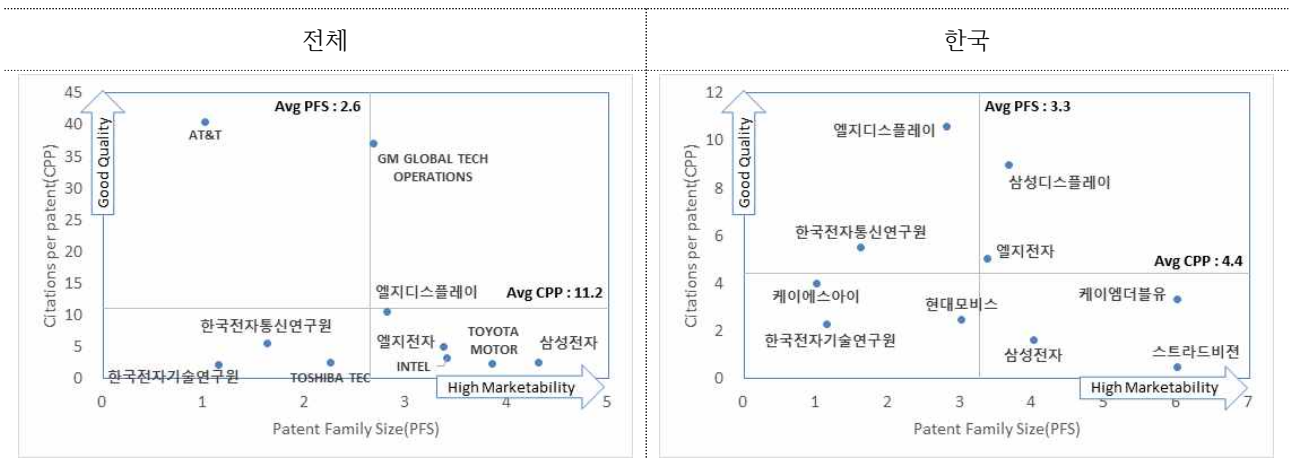 전체
한국
45
40
35
30
25
20
15
10
5
0
Citations per patent(CPP)
Good Quality
Avg PFS : 2.6
AT&T
GM GLOBAL TECH
OPERATIONS
엘지디스플레이
Avg CPP : 11.2
한국전자통신연구원
엘지전자
TOYOTA
MOTOR
삼성전자
INTEL
한국전자기술연구원
TOSHIBA TEC
High Marketability
0
1
2
3
4
5
Patent Family Size(PFS)
12
10
8
6
4
2
0
Citations per patent(CPP)
Good Quality
Avg PFS : 3.3
엘지디스플레이
삼성디스플레이
한국전자통신연구원
엘지전자
Avg CPP : 4.4
케이에스아이
현대모비스
케이엠더블유
한국전자기술연구원
삼성전자
스트라드비젼
High Marketability
0
1
2
3
4
5
6
7
Patent Family Size(PFS)